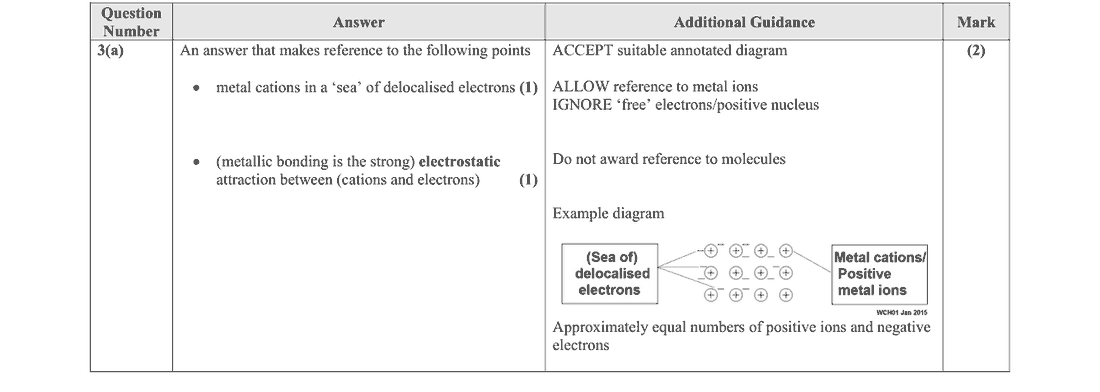 Question Number
Answer
Additional Guidance
Mark
3(a)
An answer that makes reference to the following points
• metal cations in a ‘sea’ of delocalised electrons (1)
• (metallic bonding is the strong) electrostatic
attraction between (cations and electrons) (1)
ACCEPT suitable annotated diagram
ALLOW reference to metal ions
IGNORE ‘free’ electrons/positive nucleus
Do not award reference to molecules
Example diagram
(Sea of)
delocalised
electrons
Metal cations/
Positive
metal ions
WCH01 Jan 2015
Approximately equal numbers of positive ions and negative
electrons
(2)